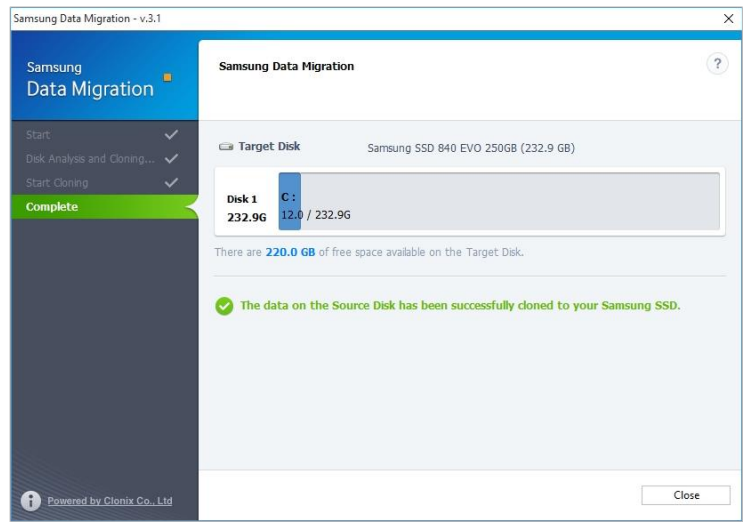 Samsung Data Migration - v.3.1
Samsung
Data Migration
Start
Disk Analysis and Cloning...
Start Cloning
Complete
Powered by Clonix Co., Ltd
Samsung Data Migration
?
Target Disk Samsung SSD 840 EVO 250GB (232.9 GB)
Disk 1 C :
232.9G 12.0 / 232.9G
There are 220.0 GB of free space available on the Target Disk.
The data on the Source Disk has been successfully cloned to your Samsung SSD.
Close